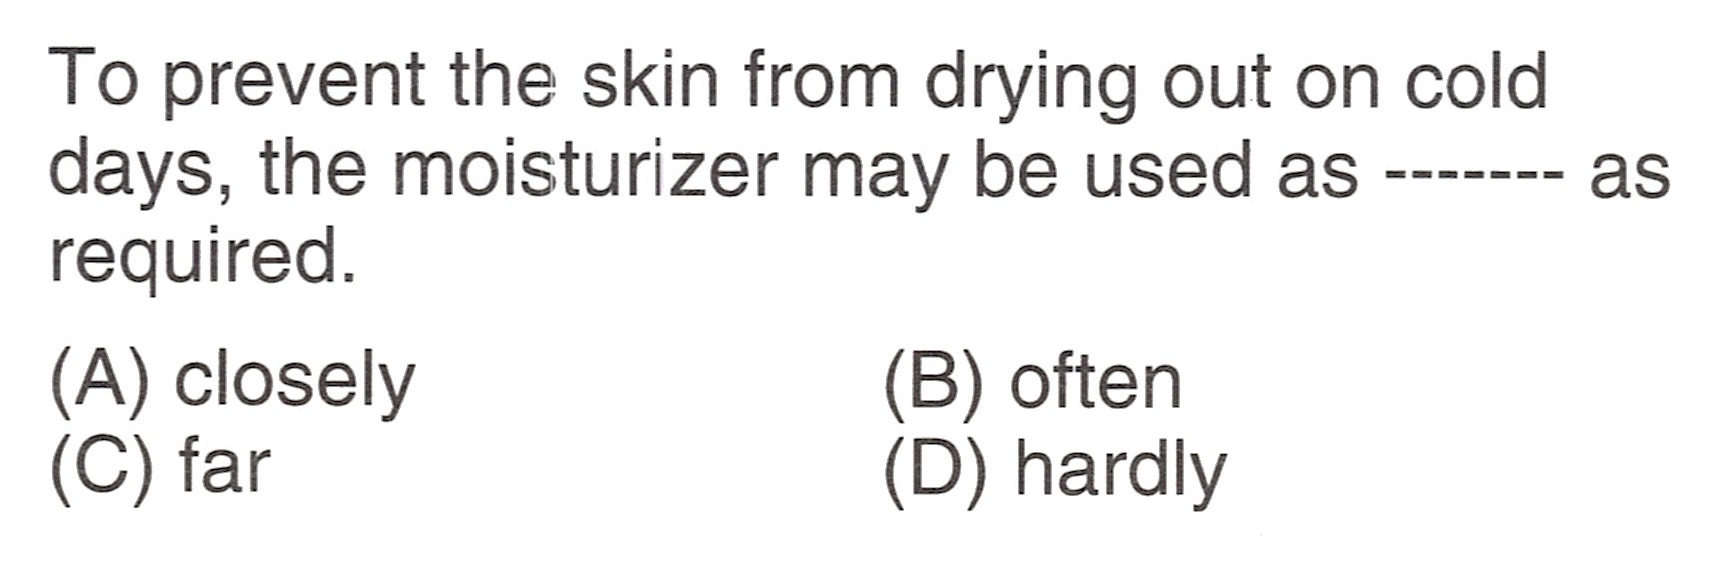 To prevent the skin from drying out on cold
days, the moisturizer may be used as ------- as
required.
(A) closely
(B) often
(C) far
(D) hardly